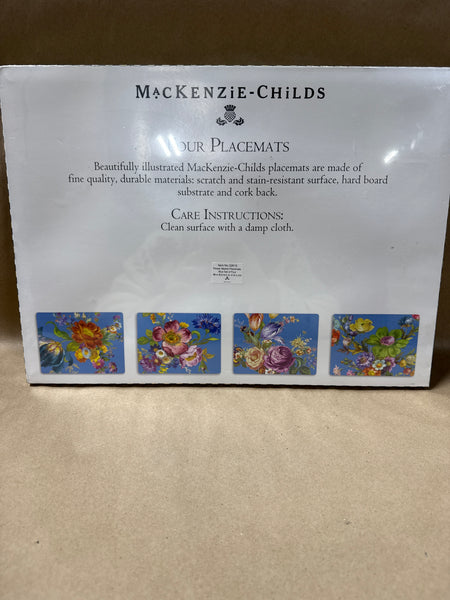 MacKenzie-Childs
Four Placemats
Beautifully illustrated MacKenzie-Childs placemats are made of
fine quality, durable materials: scratch and stain-resistant surface, hard board
substrate and cork back.
Care Instructions:
Clean surface with a damp cloth.